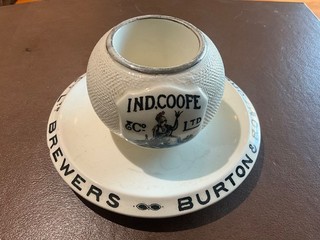 IND.COOPE
& Co LTD
BREWERS
BURTON &